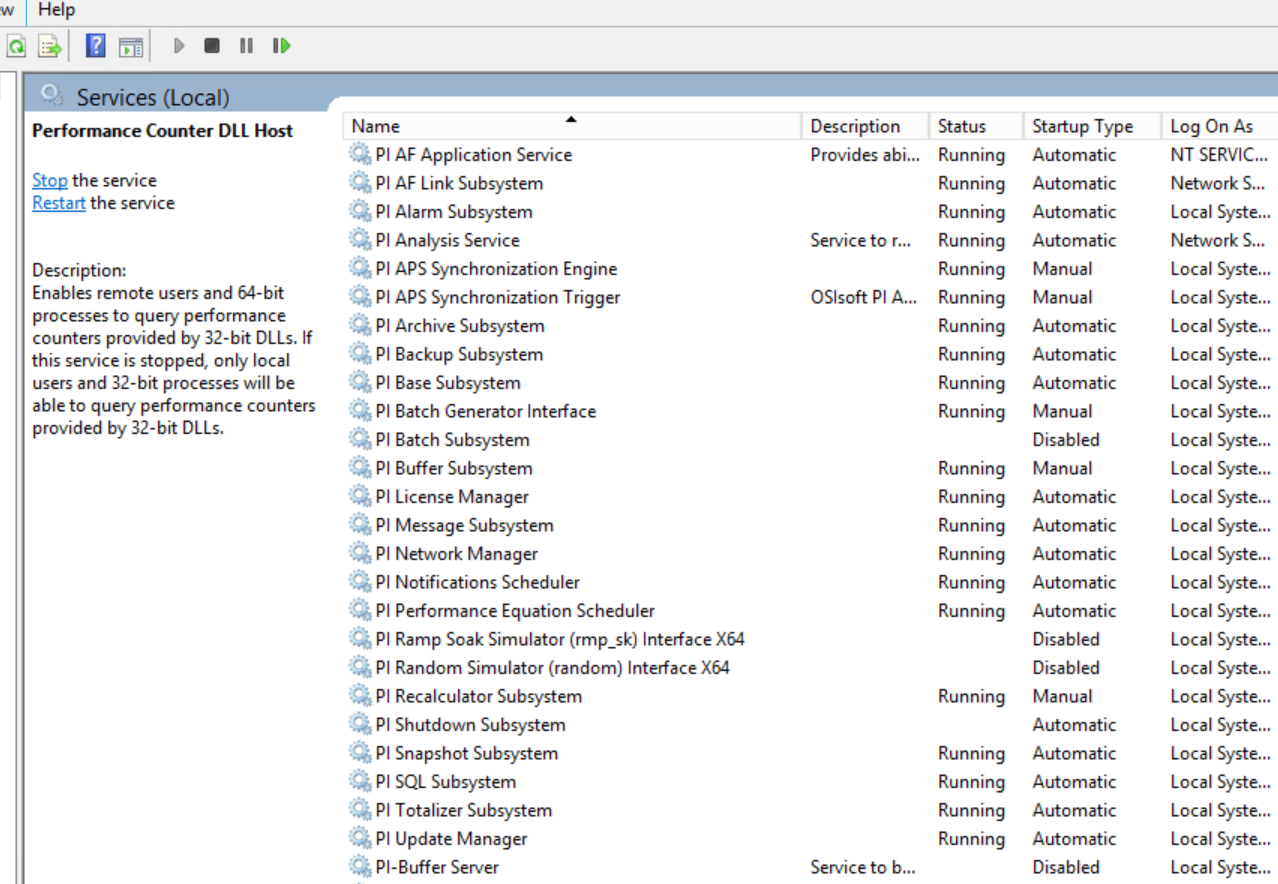 ew Help
Services (Local)
Performance Counter DLL Host
Stop the service
Restart the service
Description:
Enables remote users and 64-bit
processes to query performance
counters provided by 32-bit DLLs. If
this service is stopped, only local
users and 32-bit processes will be
able to query performance counters
provided by 32-bit DLLs.
Name Description Status Startup Type Log On As
PI AF Application Service Provides abi... Running Automatic NT SERVIC...
PI AF Link Subsystem Running Automatic Network S...
PI Alarm Subsystem Running Automatic Local Syste...
PI Analysis Service Service to r... Running Automatic Network S...
PI APS Synchronization Engine Running Manual Local Syste...
PI APS Synchronization Trigger OSIsoft PI A... Running Manual Local Syste...
PI Archive Subsystem Running Automatic Local Syste...
PI Backup Subsystem Running Automatic Local Syste...
PI Base Subsystem Running Automatic Local Syste...
PI Batch Generator Interface Running Manual Local Syste...
PI Batch Subsystem Disabled Local Syste...
PI Buffer Subsystem Running Manual Local Syste...
PI License Manager Running Automatic Local Syste...
PI Message Subsystem Running Automatic Local Syste...
PI Network Manager Running Automatic Local Syste...
PI Notifications Scheduler Running Automatic Local Syste...
PI Performance Equation Scheduler Running Automatic Local Syste...
PI Ramp Soak Simulator (rmp_sk) Interface X64 Disabled Local Syste...
PI Random Simulator (random) Interface X64 Disabled Local Syste...
PI Recalculator Subsystem Running Manual Local Syste...
PI Shutdown Subsystem Automatic Local Syste...
PI Snapshot Subsystem Running Automatic Local Syste...
PI SQL Subsystem Running Automatic Local Syste...
PI Totalizer Subsystem Running Automatic Local Syste...
PI Update Manager Running Automatic Local Syste...
PI-Buffer Server Service to b... Disabled Local Syste...